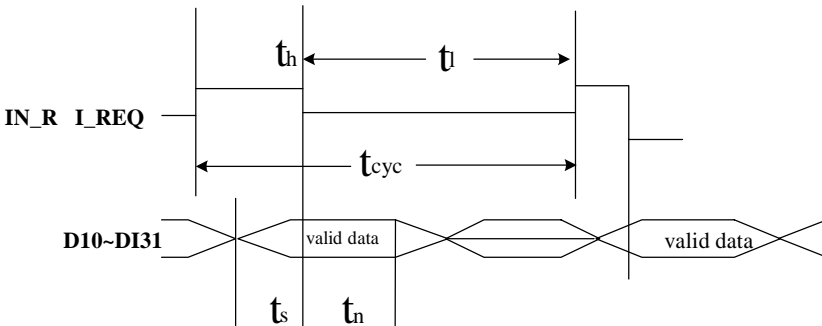 th tl
IN_R I_REQ
tcyc
D10~DI31 valid data valid data
ts tn